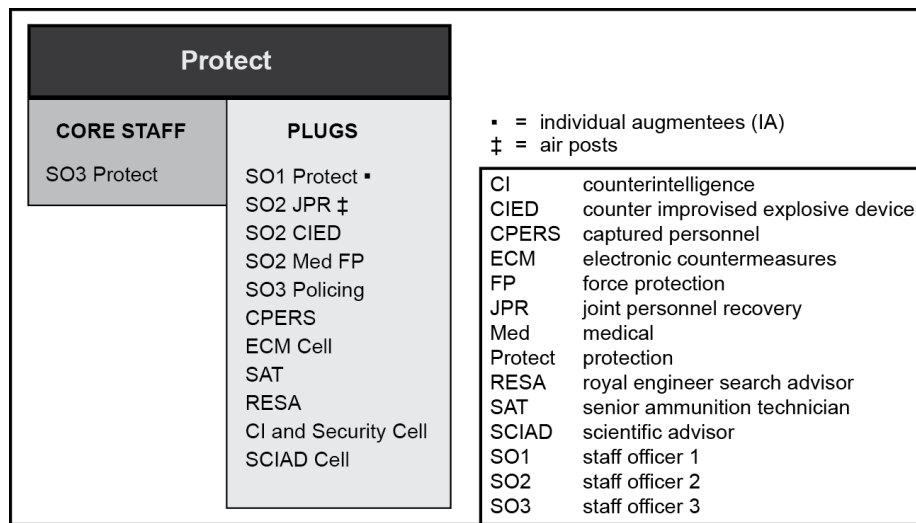 Protect
CORE STAFF
SO3 Protect
PLUGS
SO1 Protect ▪
SO2 JPR ‡
SO2 CIED
SO2 Med FP
SO3 Policing
CPERS
ECM Cell
SAT
RESA
CI and Security Cell
SCIAD Cell
▪ = individual augmentees (IA)
‡ = air posts
CI counterintelligence
CIED counter improvised explosive device
CPERS captured personnel
ECM electronic countermeasures
FP force protection
JPR joint personnel recovery
Med medical
Protect protection
RESA royal engineer search advisor
SAT senior ammunition technician
SCIAD scientific advisor
SO1 staff officer 1
SO2 staff officer 2
SO3 staff officer 3